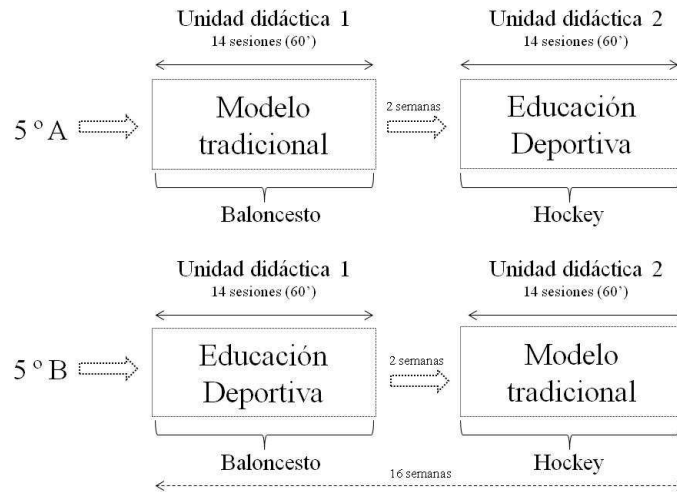 Unidad didáctica 1
14 sesiones (60’)
Unidad didáctica 2
14 sesiones (60’)
5 º A
Modelo
tradicional
2 semanas
Educación
Deportiva
Baloncesto
Hockey
Unidad didáctica 1
14 sesiones (60’)
Unidad didáctica 2
14 sesiones (60’)
5 º B
Educación
Deportiva
2 semanas
Modelo
tradicional
Baloncesto
Hockey
16 semanas